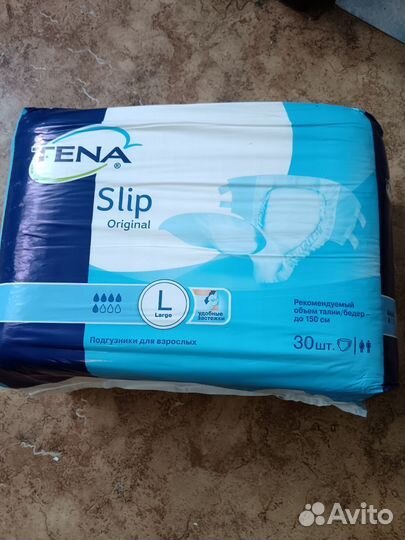 TENA
®
Slip
Original
L
Large
удобные
застежки
Рекомендуемый
объем талии/бедер –
до 150 см
Подгузники для взрослых
30шт.
Avito